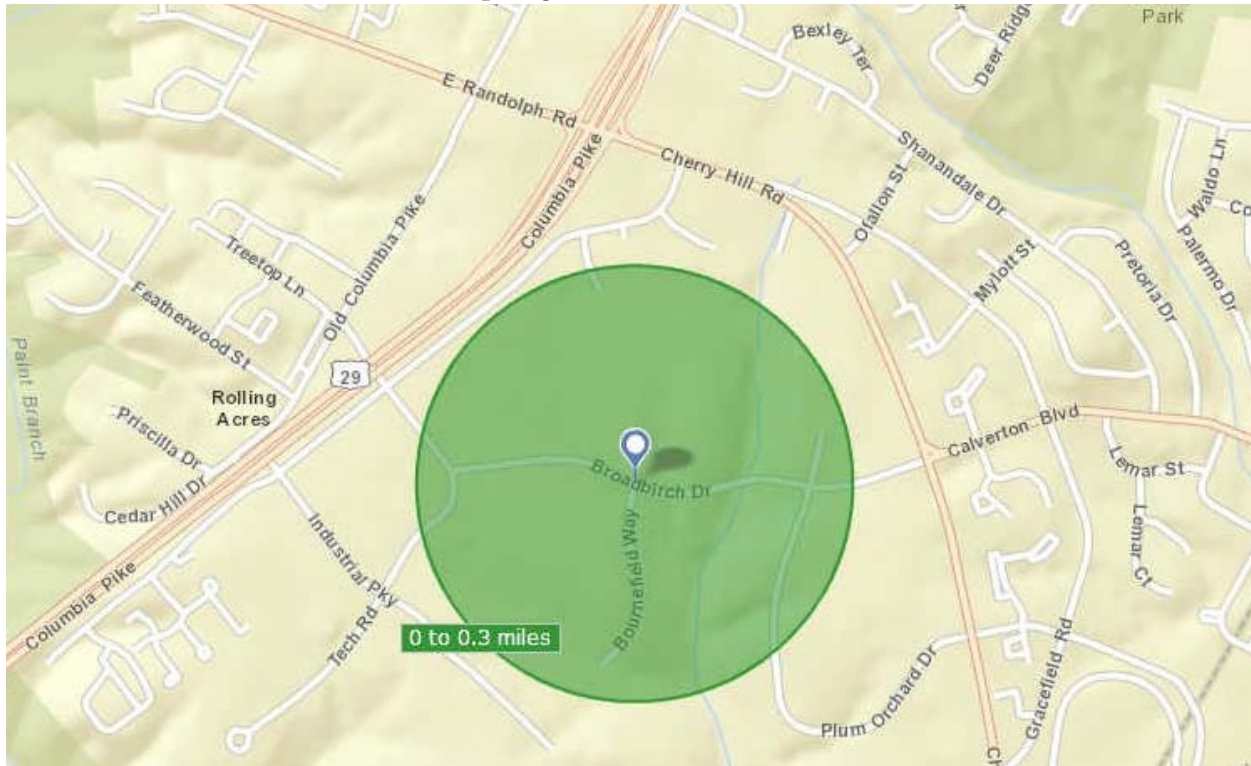 Park
Bexley Ter
Deer Ridge
E Randolph Rd
Cherry Hill Rd
Columbia Pike
Shanandale Dr
Olallon St
Waldo Ln
Co
Palermo Dr
Pretoria Dr
Mylott St
Old Columbia Pike
Treetop Ln
Featherwood St
Paint Branch
29
Rolling
Acres
Priscilla Dr
Cedar Hill Dr
Calverton Blvd
Lemar St
Lemar Ct
Broadbirch Dr
Bournefield Way
Industrial Pky
Tech Rd
Columbia Pike
0 to 0.3 miles
Plum Orchard Dr
Gracefield Rd
Ch